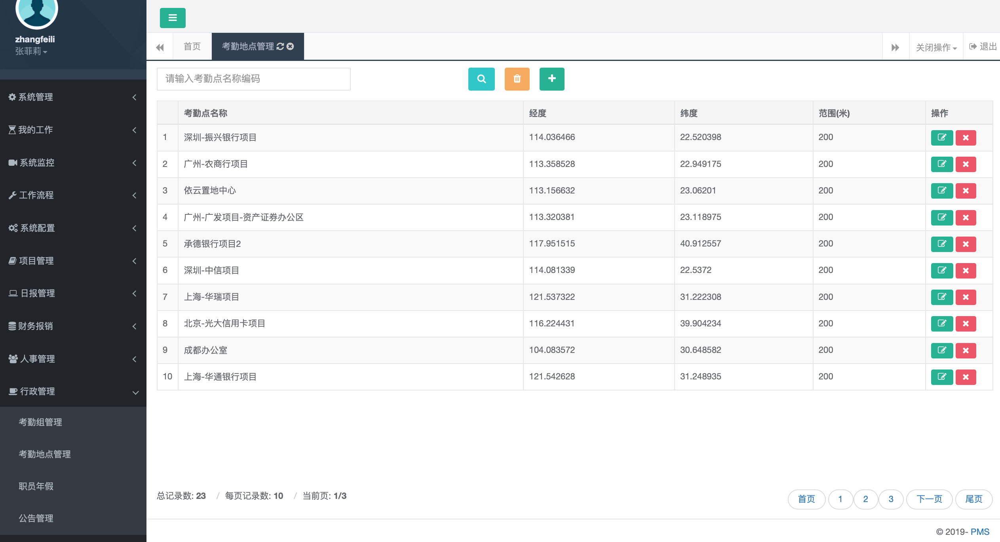 zhangfeili
张菲莉
系统管理
我的工作
系统监控
工作流程
系统配置
项目管理
日报管理
财务报销
人事管理
行政管理
考勤组管理
考勤地点管理
职员年假
公告管理
首页 考勤地点管理 关闭操作 退出
请输入考勤点名称编码
考勤点名称 经度 纬度 范围(米) 操作
1 深圳-振兴银行项目 114.036466 22.520398 200
2 广州-农商行项目 113.358528 22.949175 200
3 依云置地中心 113.156632 23.06201 200
4 广州-广发项目-资产证券办公区 113.320381 23.118975 200
5 承德银行项目2 117.951515 40.912557 200
6 深圳-中信项目 114.081339 22.5372 200
7 上海-华瑞项目 121.537322 31.222308 200
8 北京-光大信用卡项目 116.224431 39.904234 200
9 成都办公室 104.083572 30.648582 200
10 上海-华通银行项目 121.542628 31.248935 200
总记录数: 23 / 每页记录数: 10 / 当前页: 1/3 首页 1 2 3 下一页 尾页
© 2019- PMS